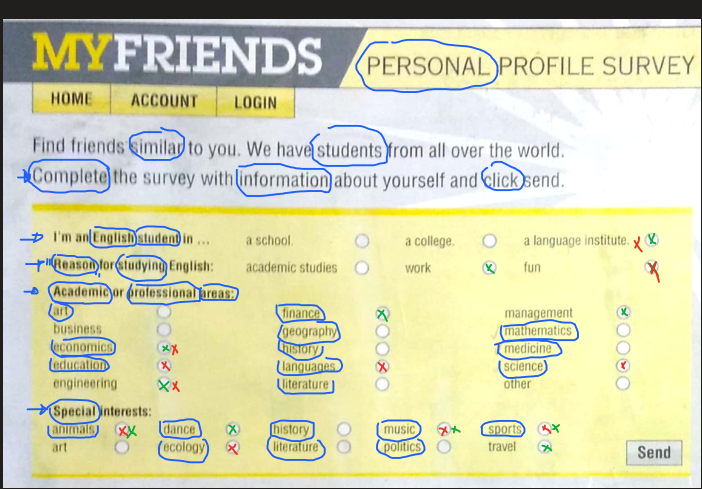 MYFRIENDS
PERSONAL PROFILE SURVEY
HOME ACCOUNT LOGIN
Find friends similar to you. We have students from all over the world.
Complete the survey with information about yourself and click send.
I'm an English student in ... a school. a college. a language institute.
Reason for studying English: academic studies work fun
Academic or professional areas:
art finance management
business geography mathematics
economics history medicine
education languages science
engineering literature other
Special interests:
animals dance history music sports
art ecology literature politics travel
Send